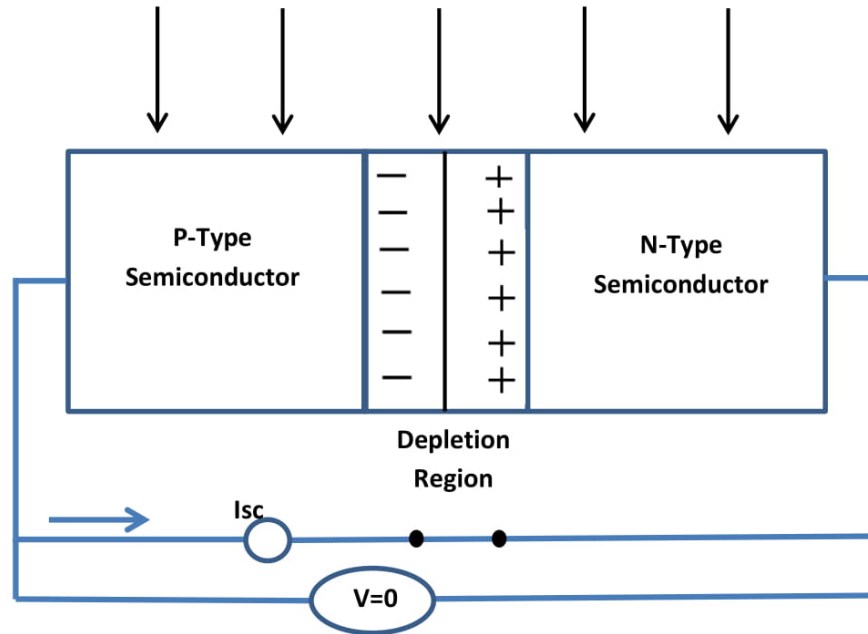 P-Type
Semiconductor
N-Type
Semiconductor
− +
− +
− +
− +
− +
− +
Depletion
Region
Isc
V=0